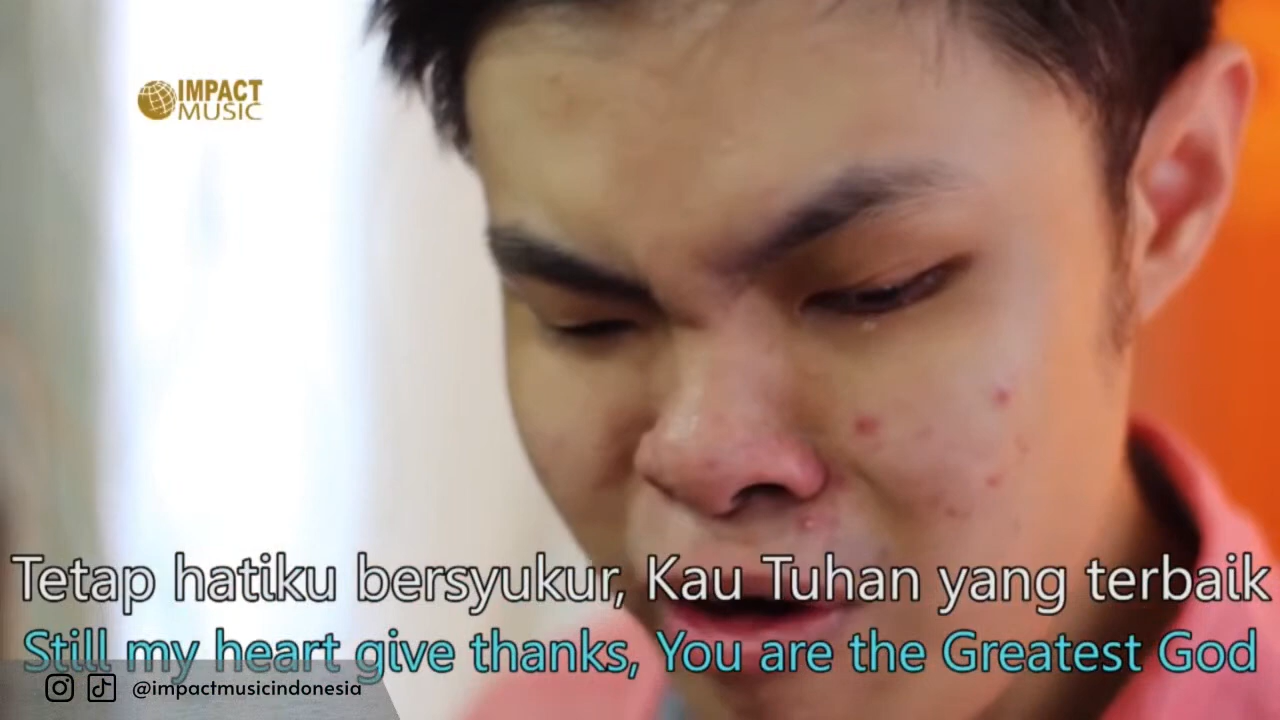 IMPACT
MUSIC
Tetap hatiku bersyukur, Kau Tuhan yang terbaik
Still my heart give thanks, You are the Greatest God
@impactmusicindonesia